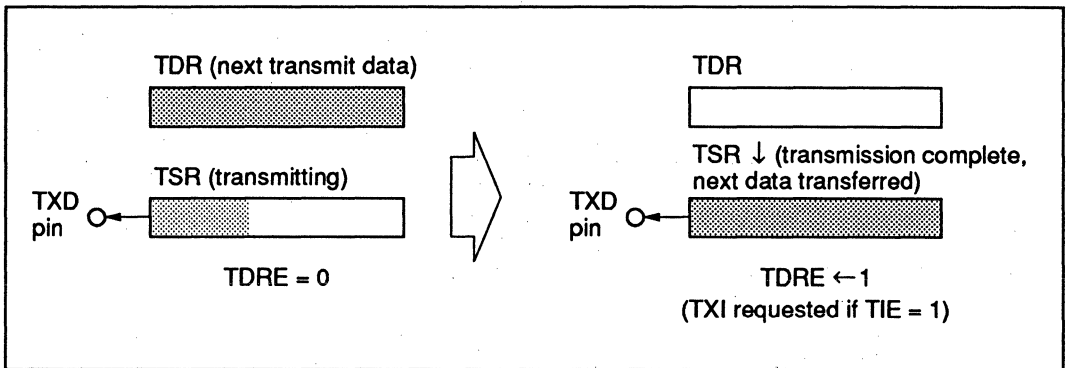 TDR (next transmit data)
TSR (transmitting)
TXD
pin
TDRE = 0
TDR
TSR ↓ (transmission complete,
next data transferred)
TXD
pin
TDRE ←1
(TXI requested if TIE = 1)